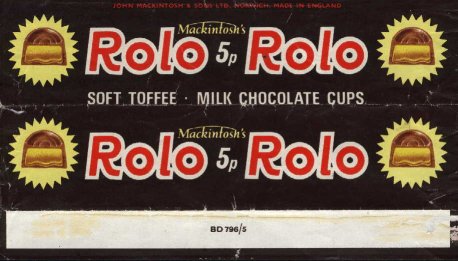 JOHN MACKINTOSH & SONS LTD. NORWICH. MADE IN ENGLAND
Mackintosh's
Rolo 5p Rolo
SOFT TOFFEE · MILK CHOCOLATE CUPS
Mackintosh's
Rolo 5p Rolo
BD 796/5